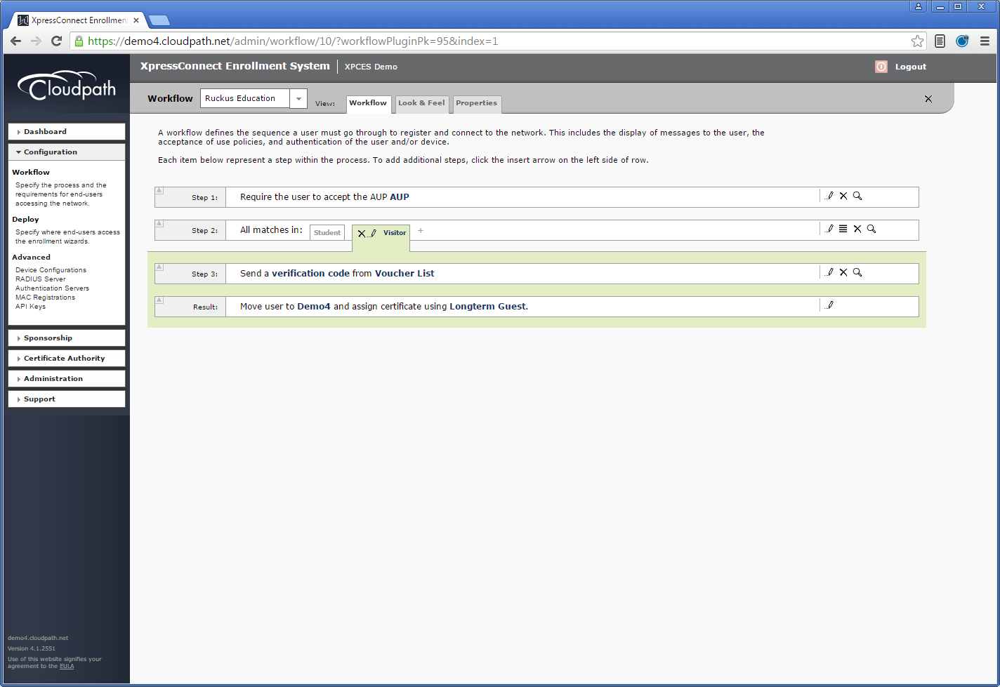 XpressConnect Enrollment
https://demo4.cloudpath.net/admin/workflow/10/?workflowPluginPk=95&index=1
Cloudpath
XpressConnect Enrollment System
XPCES Demo
Logout
Workflow
Ruckus Education
View:
Workflow
Look & Feel
Properties
Dashboard
Configuration
Workflow
Specify the process and the
requirements for end-users
accessing the network.
Deploy
Specify where end-users access
the enrollment wizards.
Advanced
Device Configurations
RADIUS Server
Authentication Servers
MAC Registrations
API Keys
Sponsorship
Certificate Authority
Administration
Support
A workflow defines the sequence a user must go through to register and connect to the network. This includes the display of messages to the user, the
acceptance of use policies, and authentication of the user and/or device.
Each item below represent a step within the process. To add additional steps, click the insert arrow on the left side of row.
Step 1:
Require the user to accept the AUP AUP
Step 2:
All matches in:
Student
Visitor
+
Step 3:
Send a verification code from Voucher List
Result:
Move user to Demo4 and assign certificate using Longterm Guest.
demo4.cloudpath.net
Version 4.1.2551
Use of this website signifies your
agreement to the EULA